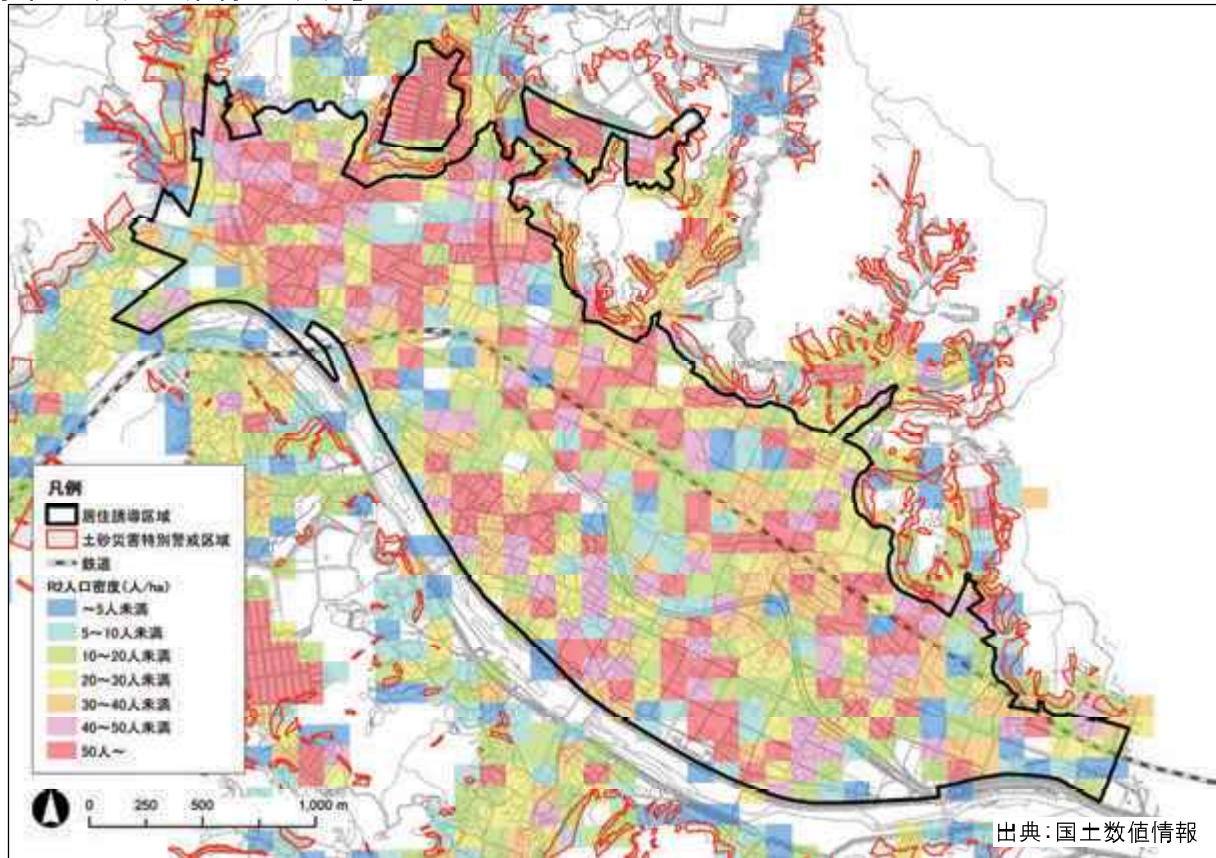 凡例
居住誘導区域
土砂災害特別警戒区域
鉄道
R2人口密度(人/ha)
～5人未満
5～10人未満
10～20人未満
20～30人未満
30～40人未満
40～50人未満
50人～
0 250 500 1,000 m
出典：国土数値情報